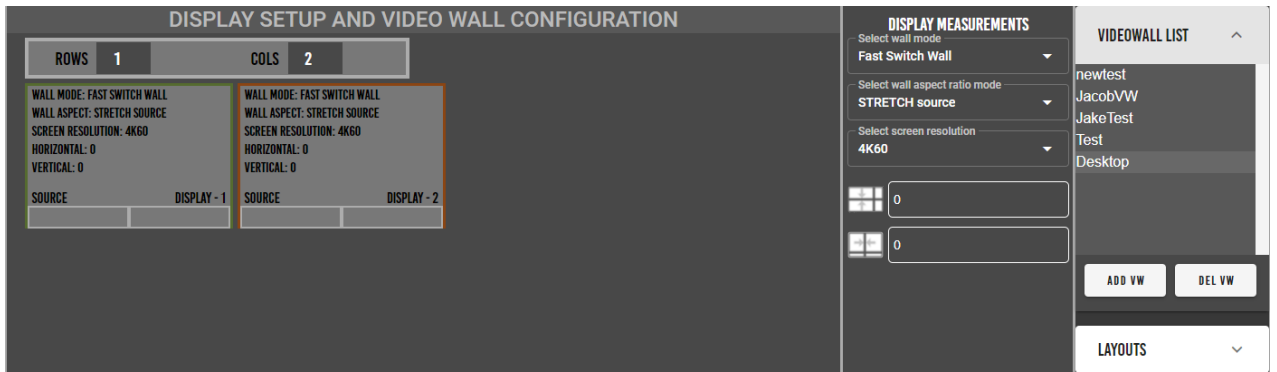 DISPLAY SETUP AND VIDEO WALL CONFIGURATION
ROWS 1 COLS 2
WALL MODE: FAST SWITCH WALL
WALL ASPECT: STRETCH SOURCE
SCREEN RESOLUTION: 4K60
HORIZONTAL: 0
VERTICAL: 0
SOURCE DISPLAY - 1
WALL MODE: FAST SWITCH WALL
WALL ASPECT: STRETCH SOURCE
SCREEN RESOLUTION: 4K60
HORIZONTAL: 0
VERTICAL: 0
SOURCE DISPLAY - 2
DISPLAY MEASUREMENTS
Select wall mode
Fast Switch Wall
Select wall aspect ratio mode
STRETCH source
Select screen resolution
4K60
0
0
VIDEOWALL LIST
newtest
JacobVW
JakeTest
Test
Desktop
ADD VW DEL VW
LAYOUTS